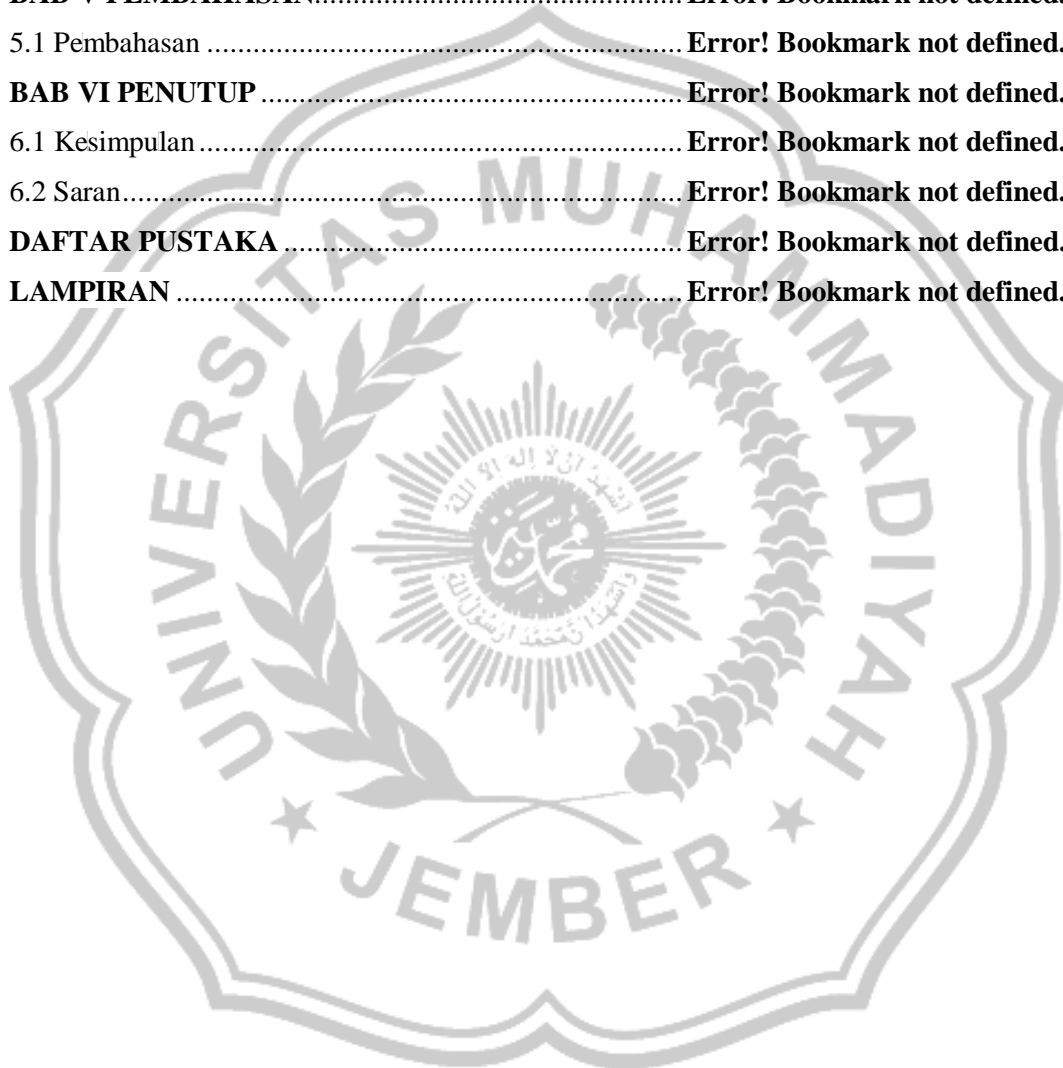 BAB V PEMBAHASAN.................................................. Error! Bookmark not defined.
5.1 Pembahasan ............................................................... Error! Bookmark not defined.
BAB VI PENUTUP ........................................................ Error! Bookmark not defined.
6.1 Kesimpulan ............................................................... Error! Bookmark not defined.
6.2 Saran.......................................................................... Error! Bookmark not defined.
DAFTAR PUSTAKA ..................................................... Error! Bookmark not defined.
LAMPIRAN ................................................................... Error! Bookmark not defined.
UNIVERSITAS MUHAMMADIYAH
JEMBER